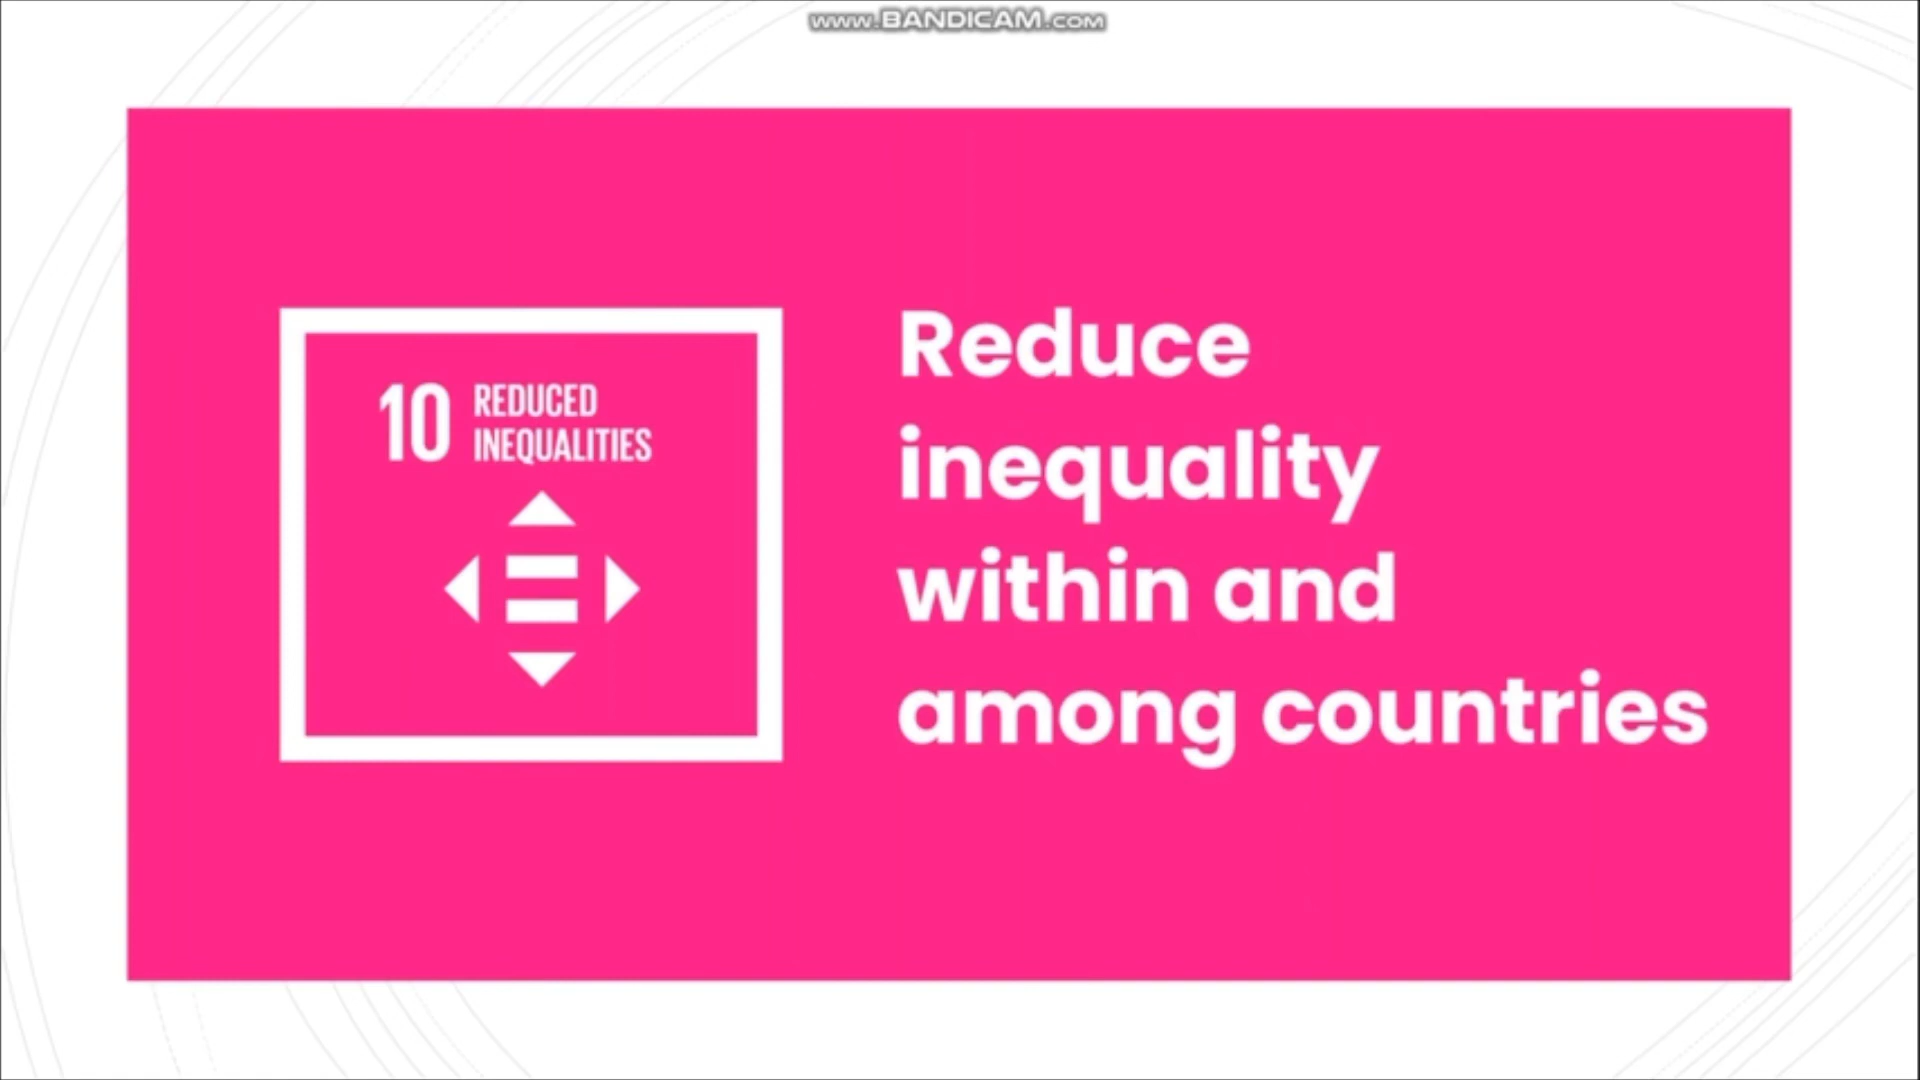 www.BANDICAM.com
10 REDUCED
INEQUALITIES
Reduce
inequality
within and
among countries